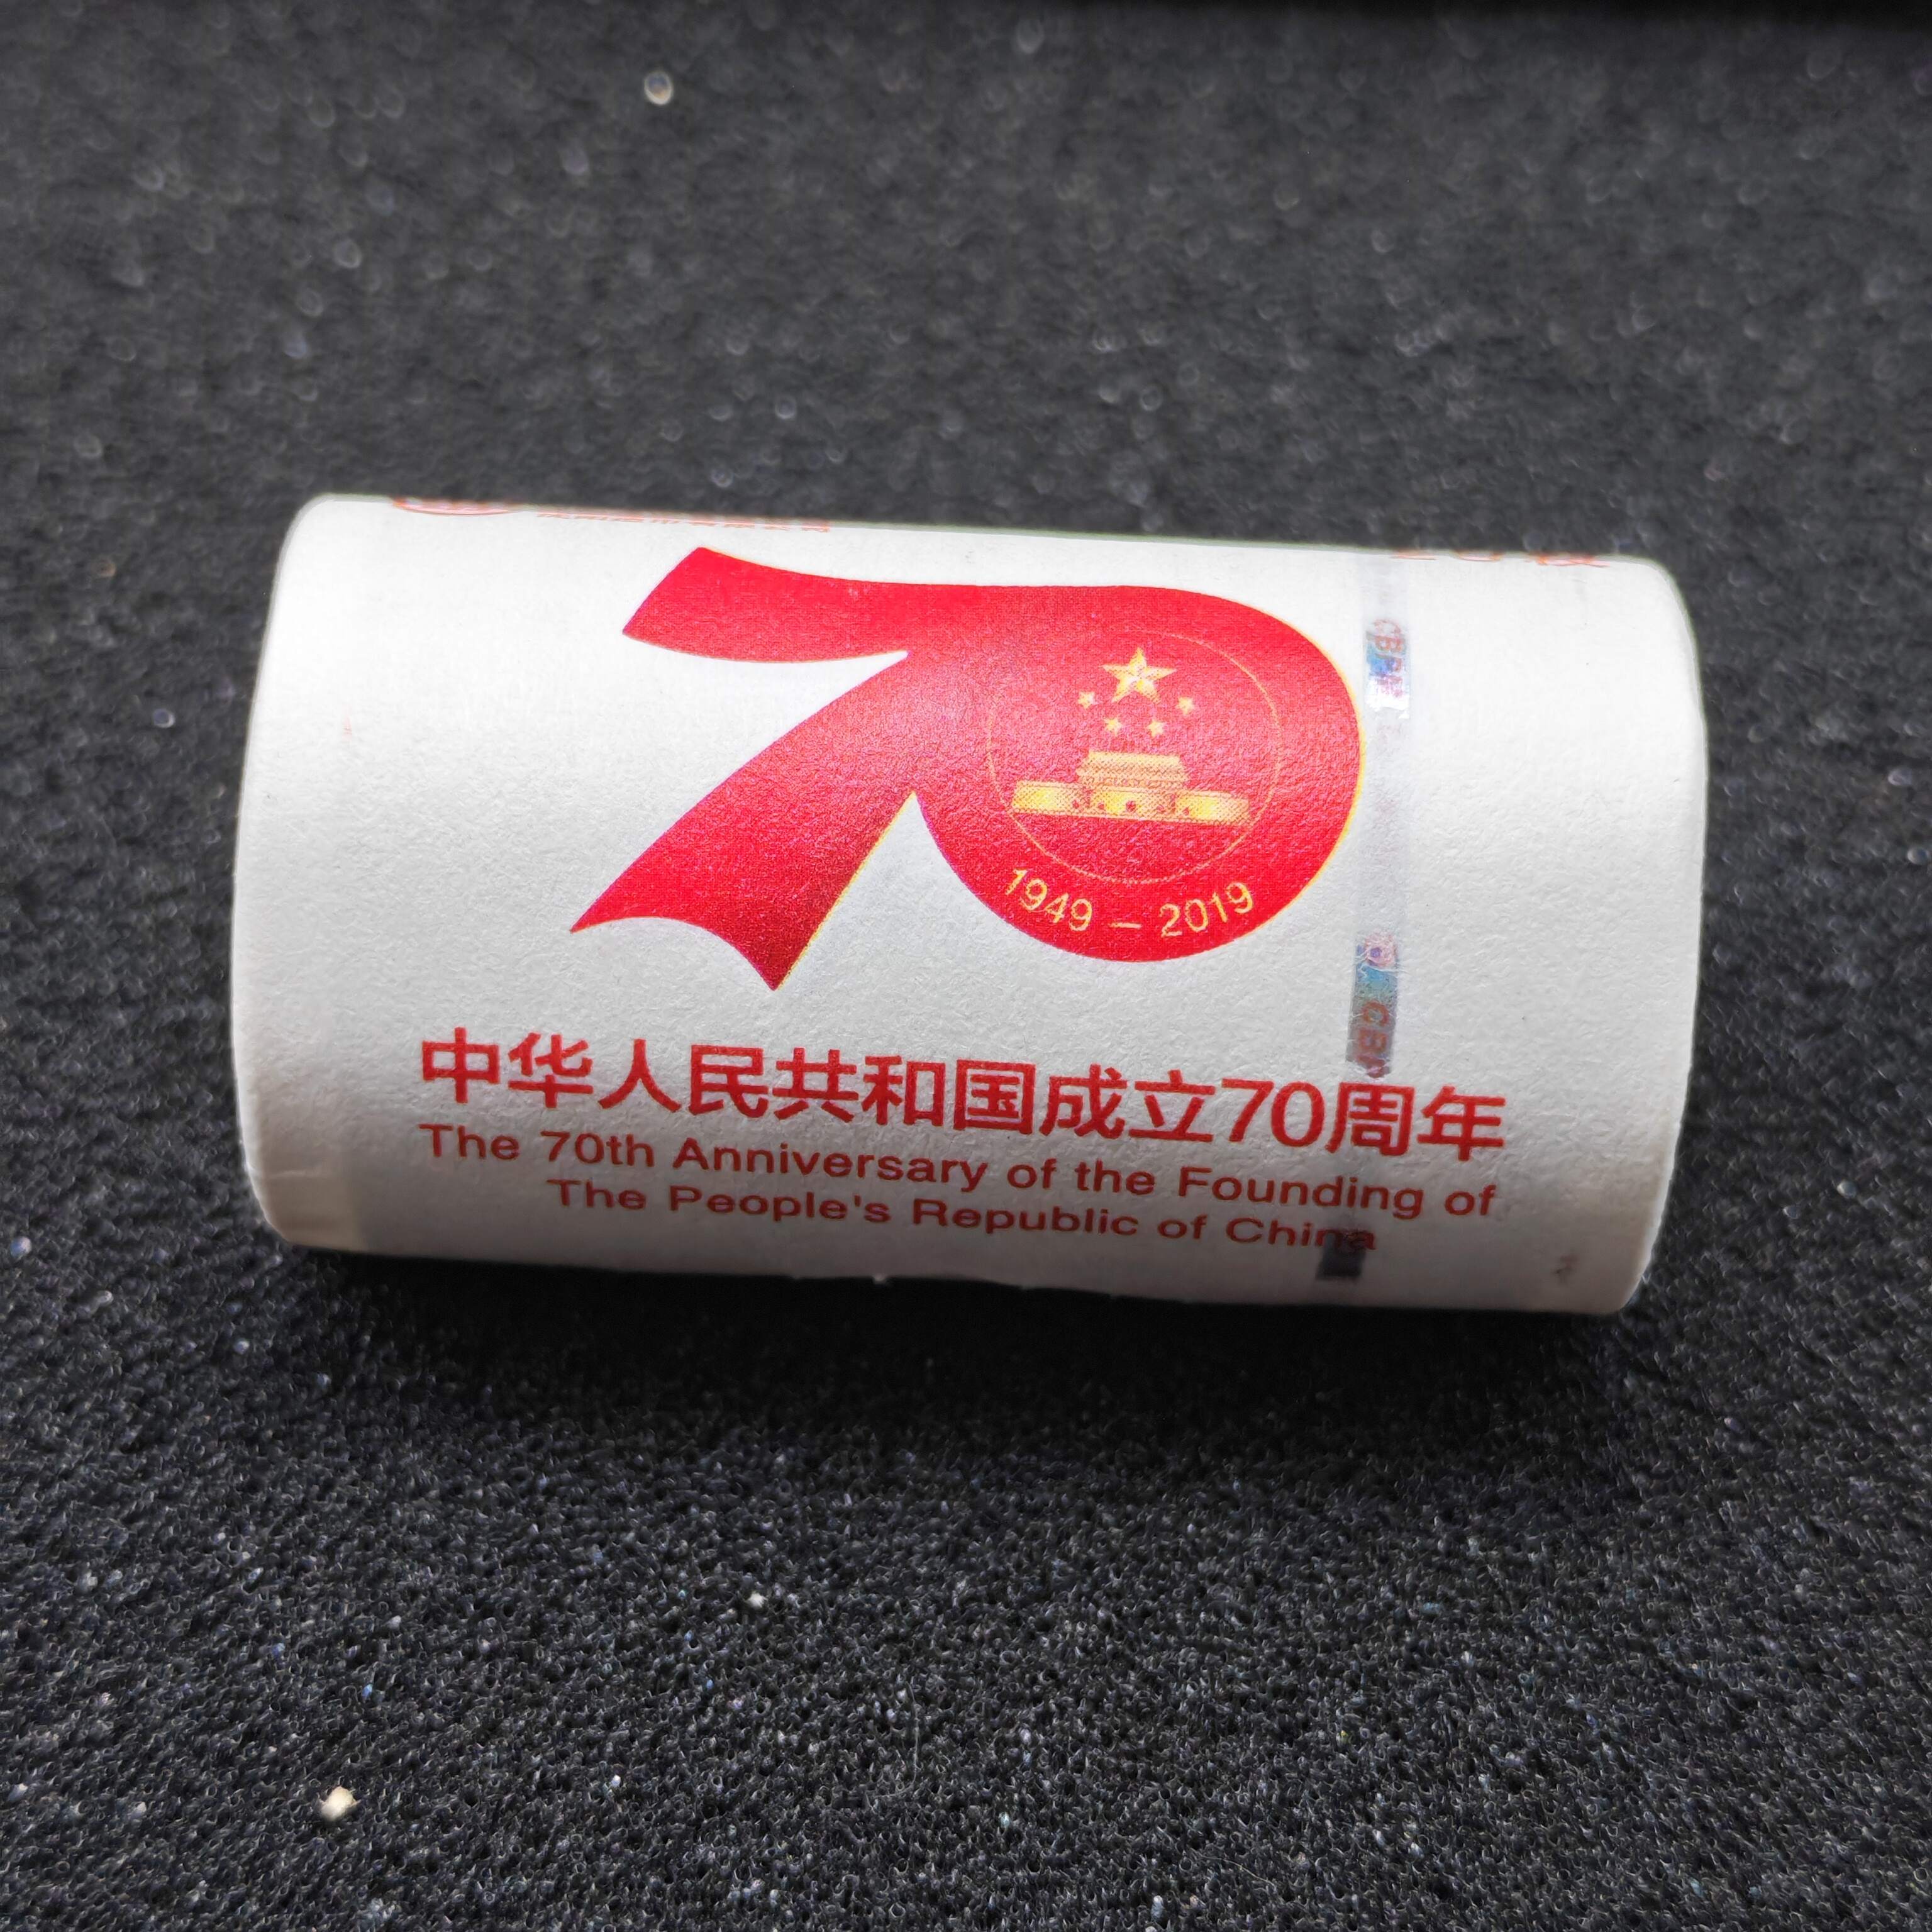 70
1949 – 2019
中华人民共和国成立70周年
The 70th Anniversary of the Founding of
The People's Republic of China